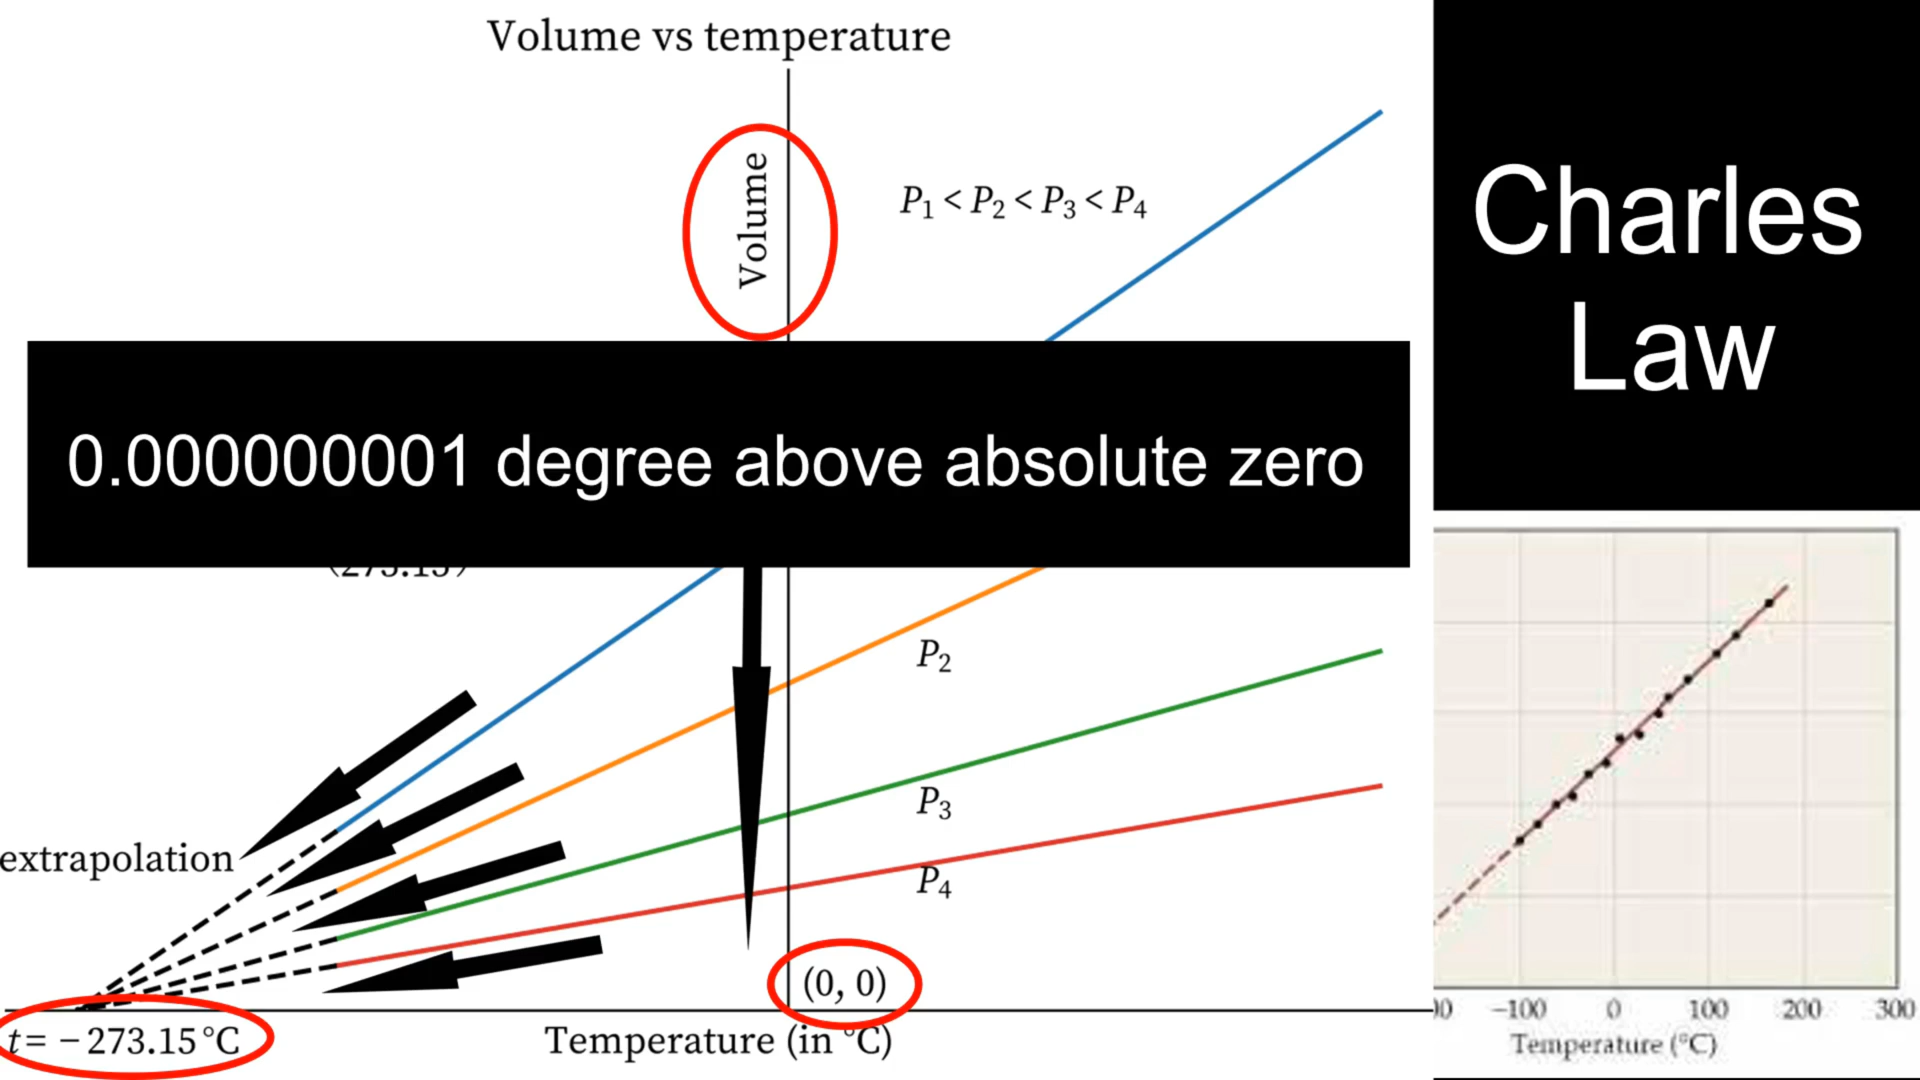 Volume vs temperature
Volume
P₁ < P₂ < P₃ < P₄
Charles
Law
0.000000001 degree above absolute zero
P₂
P₃
extrapolation
P₄
(0, 0)
t = − 273.15 °C
Temperature (in °C)
−100 0 100 200 300
Temperature (°C)